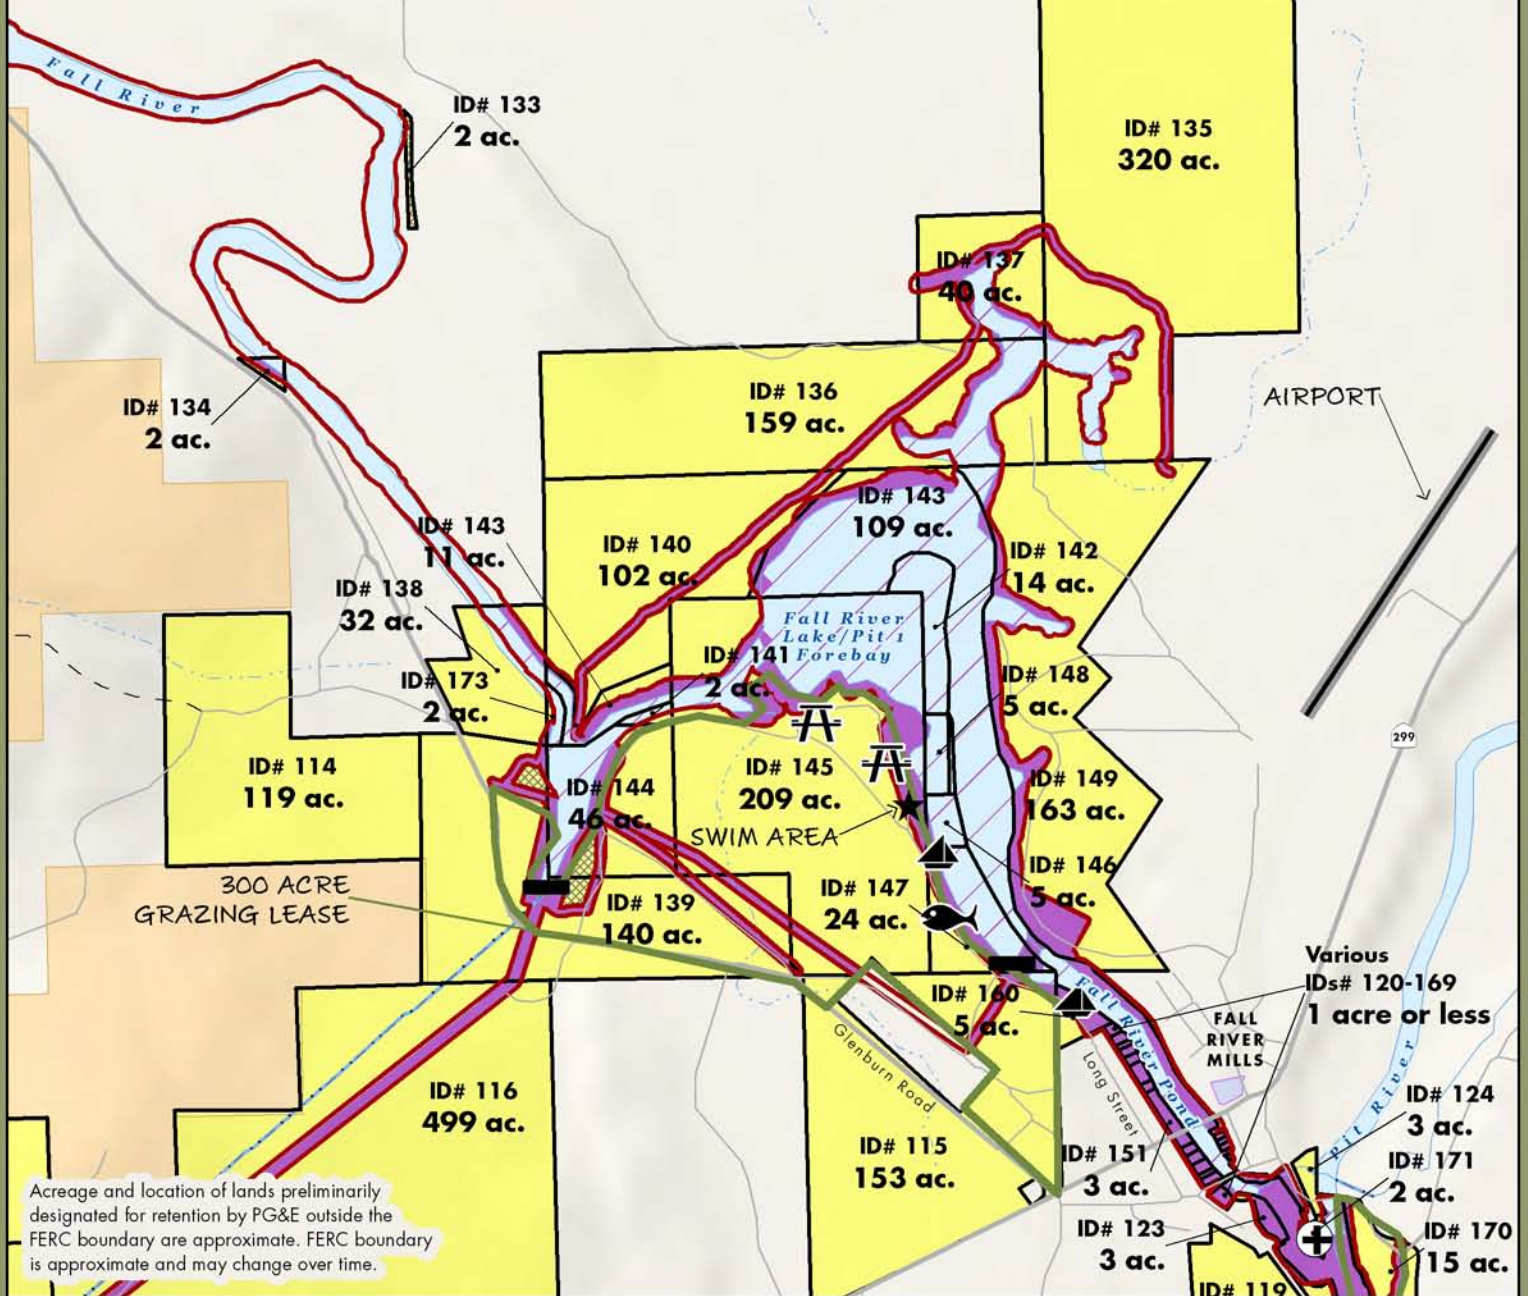 Fall River
ID# 133
2 ac.
ID# 135
320 ac.
ID# 137
40 ac.
ID# 134
2 ac.
ID# 136
159 ac.
AIRPORT
ID# 143
109 ac.
ID# 143
11 ac.
ID# 140
102 ac.
ID# 142
14 ac.
ID# 138
32 ac.
Fall River
Lake/Pit 1
Forebay
ID# 141
2 ac.
ID# 173
2 ac.
ID# 148
5 ac.
299
ID# 114
119 ac.
ID# 144
46 ac.
ID# 145
209 ac.
ID# 149
163 ac.
SWIM AREA
300 ACRE
GRAZING LEASE
ID# 139
140 ac.
ID# 147
24 ac.
ID# 146
5 ac.
Various
IDs# 120-169
1 acre or less
ID# 160
5 ac.
Fall River Pond
FALL
RIVER
MILLS
Glenburn Road
Long Street
Pit River
ID# 116
499 ac.
ID# 115
153 ac.
ID# 124
3 ac.
ID# 151
3 ac.
ID# 171
2 ac.
ID# 123
3 ac.
ID# 170
15 ac.
ID# 119
Acreage and location of lands preliminarily
designated for retention by PG&E outside the
FERC boundary are approximate. FERC boundary
is approximate and may change over time.